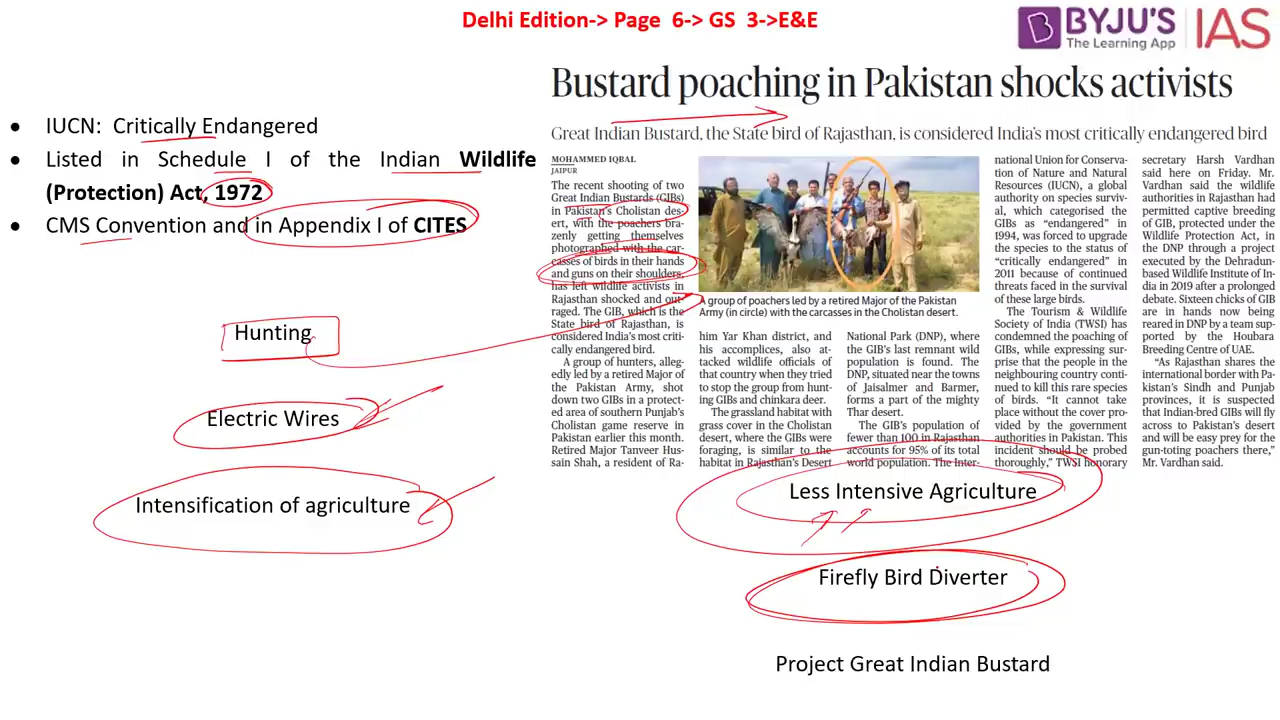 Delhi Edition-> Page 6-> GS 3->E&E
BYJU'S
The Learning App
IAS
• IUCN: Critically Endangered
• Listed in Schedule I of the Indian Wildlife
(Protection) Act, 1972
• CMS Convention and in Appendix I of CITES
Hunting
Electric Wires
Intensification of agriculture
Bustard poaching in Pakistan shocks activists
Great Indian Bustard, the State bird of Rajasthan, is considered India's most critically endangered bird
MOHAMMED IQBAL
JAIPUR
The recent shooting of two
Great Indian Bustards (GIBs)
in Pakistan's Cholistan des-
ert, with the poachers bra-
zenly getting themselves
photographed with the car-
casses of birds in their hands
and guns on their shoulders,
has left wildlife activists in
Rajasthan shocked and out-
raged. The GIB, which is the
State bird of Rajasthan, is
considered India's most criti-
cally endangered bird.
A group of hunters, alleg-
edly led by a retired Major of
the Pakistan Army, shot
down two GIBs in a protect-
ed area of southern Punjab's
Cholistan game reserve in
Pakistan earlier this month.
Retired Major Tanveer Hus-
sain Shah, a resident of Ra-
A group of poachers led by a retired Major of the Pakistan
Army (in circle) with the carcasses in the Cholistan desert.
him Yar Khan district, and
his accomplices, also at-
tacked wildlife officials of
that country when they tried
to stop the group from hunt-
ing GIBs and chinkara deer.
The grassland habitat with
grass cover in the Cholistan
desert, where the GIBs were
foraging, is similar to the
habitat in Rajasthan's Desert
National Park (DNP), where
the GIB's last remnant wild
population is found. The
DNP, situated near the towns
of Jaisalmer and Barmer,
forms a part of the mighty
Thar desert.
The GIB's population of
fewer than 100 in Rajasthan
accounts for 95% of its total
world population. The Inter-
national Union for Conserva-
tion of Nature and Natural
Resources (IUCN), a global
authority on species surviv-
al, which categorised the
GIBs as "endangered" in
1994, was forced to upgrade
the species to the status of
"critically endangered" in
2011 because of continued
threats faced in the survival
of these large birds.
The Tourism & Wildlife
Society of India (TWSI) has
condemned the poaching of
GIBs, while expressing sur-
prise that the people in the
neighbouring country conti-
nued to kill this rare species
of birds. "It cannot take
place without the cover pro-
vided by the government
authorities in Pakistan. This
incident should be probed
thoroughly," TWSI honorary
secretary Harsh Vardhan
said here on Friday. Mr.
Vardhan said the wildlife
authorities in Rajasthan had
permitted captive breeding
of GIB, protected under the
Wildlife Protection Act, in
the DNP through a project
executed by the Dehradun-
based Wildlife Institute of In-
dia in 2019 after a prolonged
debate. Sixteen chicks of GIB
are in hands now being
reared in DNP by a team sup-
ported by the Houbara
Breeding Centre of UAE.
"As Rajasthan shares the
international border with Pa-
kistan's Sindh and Punjab
provinces, it is suspected
that Indian-bred GIBs will fly
across to Pakistan's desert
and will be easy prey for the
gun-toting poachers there,"
Mr. Vardhan said.
Less Intensive Agriculture
Firefly Bird Diverter
Project Great Indian Bustard